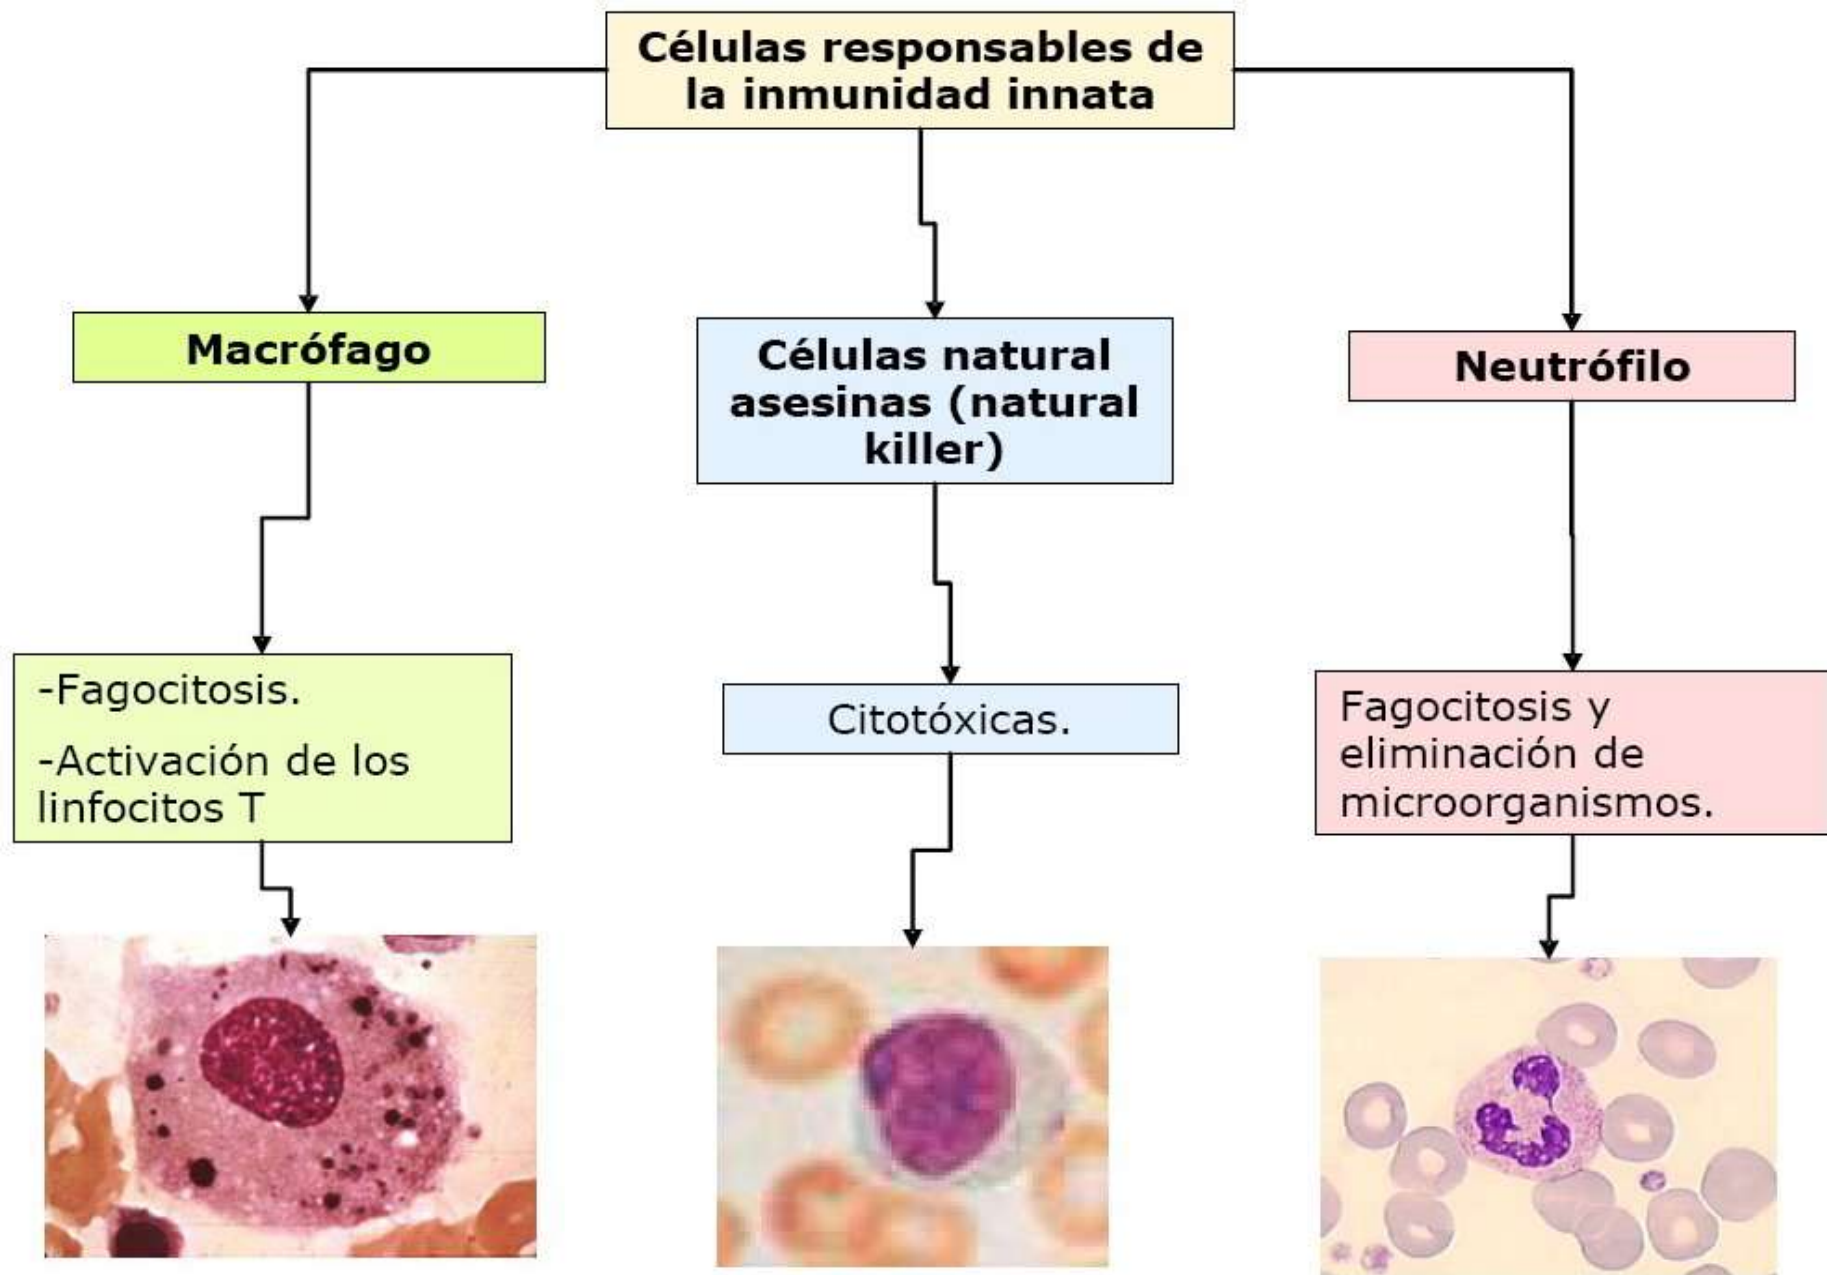 Células responsables de
la inmunidad innata
Macrófago
Células natural
asesinas (natural
killer)
Neutrófilo
-Fagocitosis.
-Activación de los
linfocitos T
Citotóxicas.
Fagocitosis y
eliminación de
microorganismos.